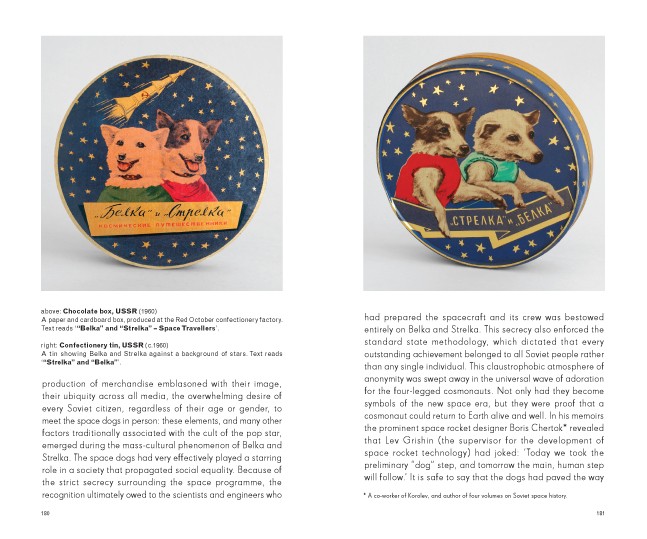 „Белка“ и „Стрелка“
КОСМИЧЕСКИЕ ПУТЕШЕСТВЕННИКИ
„СТРЕЛКА“ И „БЕЛКА“
above: Chocolate box, USSR (1960)
A paper and cardboard box, produced at the Red October confectionery factory.
Text reads ‘“Belka” and “Strelka” – Space Travellers’.
right: Confectionery tin, USSR (c.1960)
A tin showing Belka and Strelka against a background of stars. Text reads
‘“Strelka” and “Belka”’.
production of merchandise emblasoned with their image,
their ubiquity across all media, the overwhelming desire of
every Soviet citizen, regardless of their age or gender, to
meet the space dogs in person: these elements, and many other
factors traditionally associated with the cult of the pop star,
emerged during the mass-cultural phenomenon of Belka and
Strelka. The space dogs had very effectively played a starring
role in a society that propagated social equality. Because of
the strict secrecy surrounding the space programme, the
recognition ultimately owed to the scientists and engineers who
180
had prepared the spacecraft and its crew was bestowed
entirely on Belka and Strelka. This secrecy also enforced the
standard state methodology, which dictated that every
outstanding achievement belonged to all Soviet people rather
than any single individual. This claustrophobic atmosphere of
anonymity was swept away in the universal wave of adoration
for the four-legged cosmonauts. Not only had they become
symbols of the new space era, but they were proof that a
cosmonaut could return to Earth alive and well. In his memoirs
the prominent space rocket designer Boris Chertok* revealed
that Lev Grishin (the supervisor for the development of
space rocket technology) had joked: ‘Today we took the
preliminary “dog” step, and tomorrow the main, human step
will follow.’ It is safe to say that the dogs had paved the way
* A co-worker of Korolev, and author of four volumes on Soviet space history.
181